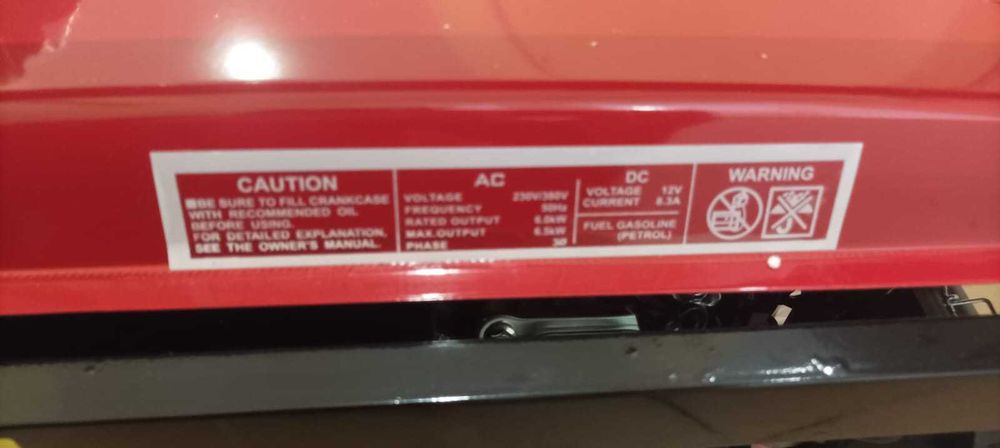 CAUTION
■BE SURE TO FILL CRANKCASE
WITH RECOMMENDED OIL
BEFORE USING.
FOR DETAILED EXPLANATION,
SEE THE OWNER'S MANUAL.
AC
VOLTAGE 230V/380V
FREQUENCY 50Hz
RATED OUTPUT 6.0kW
MAX.OUTPUT 6.5kW
PHASE
DC
VOLTAGE 12V
CURRENT 8.3A
FUEL GASOLINE
(PETROL)
WARNING